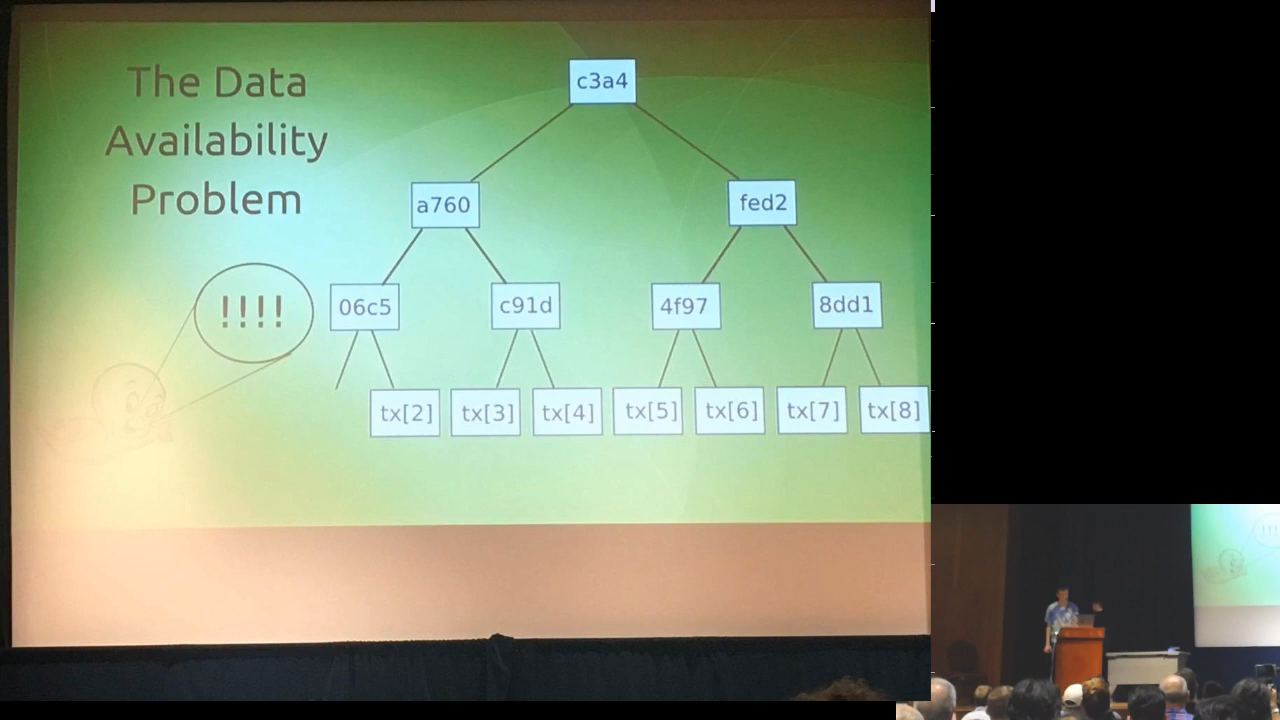 The Data
Availability
Problem
c3a4
a760
fed2
!!!!
06c5
c91d
4f97
8dd1
tx[2]
tx[3]
tx[4]
tx[5]
tx[6]
tx[7]
tx[8]
!!!